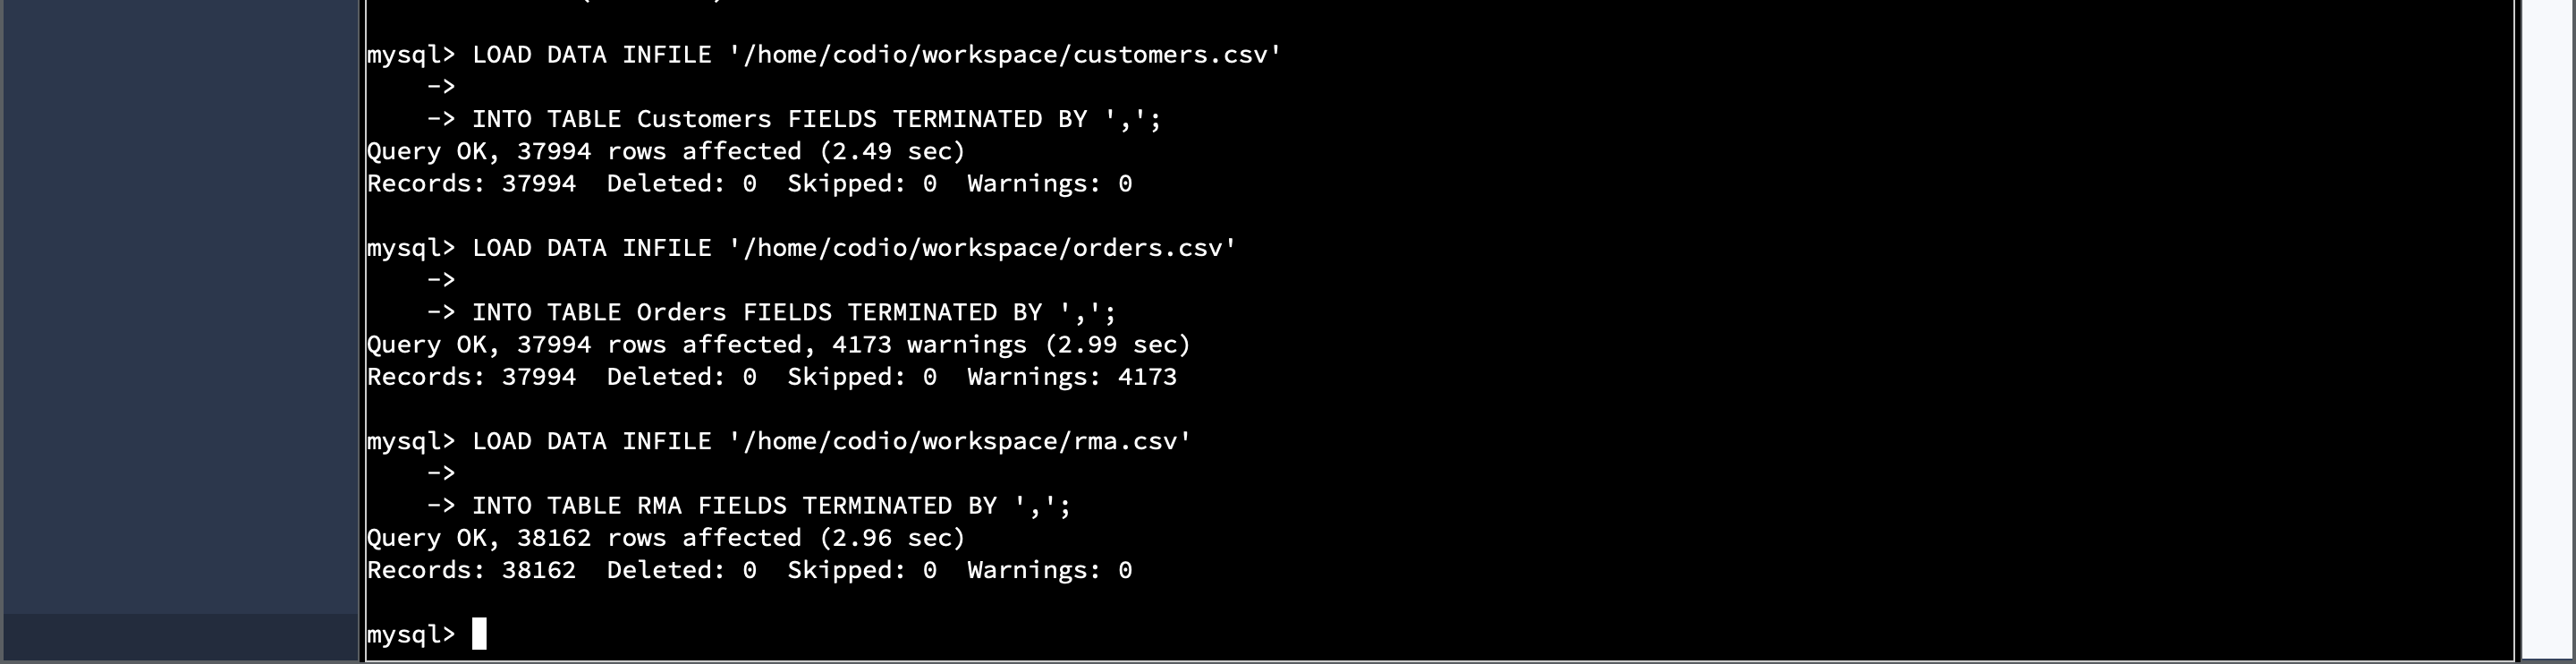 mysql> LOAD DATA INFILE '/home/codio/workspace/customers.csv'
    ->
    -> INTO TABLE Customers FIELDS TERMINATED BY ',';
Query OK, 37994 rows affected (2.49 sec)
Records: 37994  Deleted: 0  Skipped: 0  Warnings: 0
mysql> LOAD DATA INFILE '/home/codio/workspace/orders.csv'
    ->
    -> INTO TABLE Orders FIELDS TERMINATED BY ',';
Query OK, 37994 rows affected, 4173 warnings (2.99 sec)
Records: 37994  Deleted: 0  Skipped: 0  Warnings: 4173
mysql> LOAD DATA INFILE '/home/codio/workspace/rma.csv'
    ->
    -> INTO TABLE RMA FIELDS TERMINATED BY ',';
Query OK, 38162 rows affected (2.96 sec)
Records: 38162  Deleted: 0  Skipped: 0  Warnings: 0
mysql>